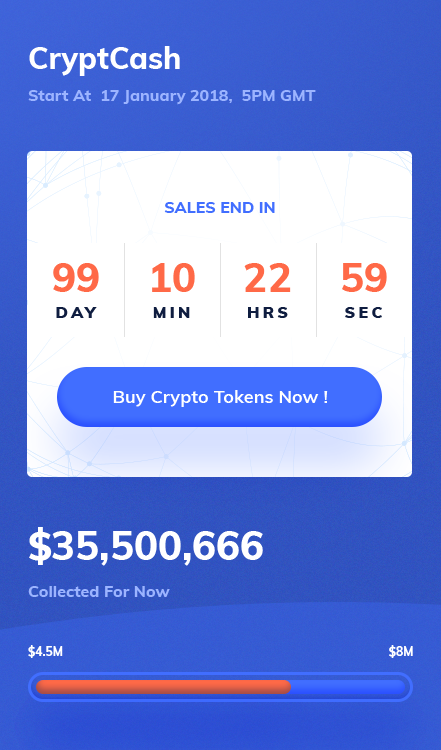 CryptCash
Start At 17 January 2018, 5PM GMT
SALES END IN
99 10 22 59
DAY MIN HRS SEC
Buy Crypto Tokens Now !
$35,500,666
Collected For Now
$4.5M $8M